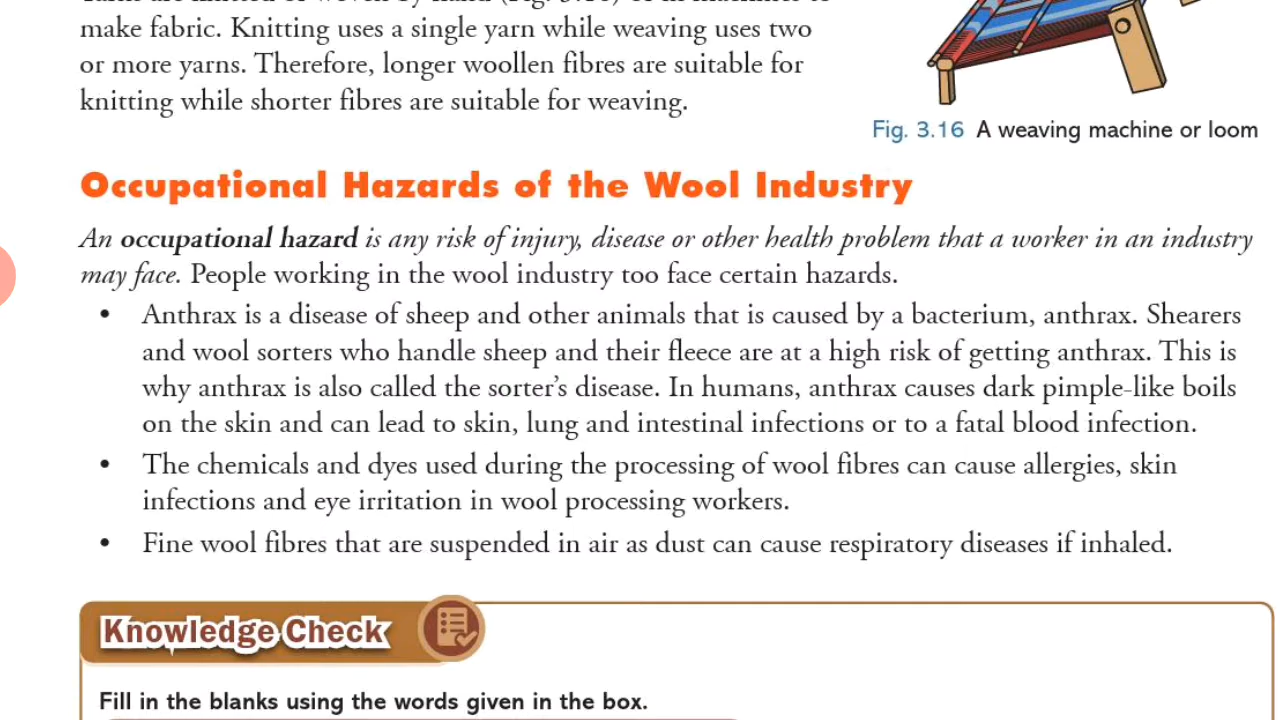 make fabric. Knitting uses a single yarn while weaving uses two
or more yarns. Therefore, longer woollen fibres are suitable for
knitting while shorter fibres are suitable for weaving.
Fig. 3.16 A weaving machine or loom
Occupational Hazards of the Wool Industry
An occupational hazard is any risk of injury, disease or other health problem that a worker in an industry
may face. People working in the wool industry too face certain hazards.
• Anthrax is a disease of sheep and other animals that is caused by a bacterium, anthrax. Shearers
and wool sorters who handle sheep and their fleece are at a high risk of getting anthrax. This is
why anthrax is also called the sorter's disease. In humans, anthrax causes dark pimple-like boils
on the skin and can lead to skin, lung and intestinal infections or to a fatal blood infection.
• The chemicals and dyes used during the processing of wool fibres can cause allergies, skin
infections and eye irritation in wool processing workers.
• Fine wool fibres that are suspended in air as dust can cause respiratory diseases if inhaled.
Knowledge Check
Fill in the blanks using the words given in the box.